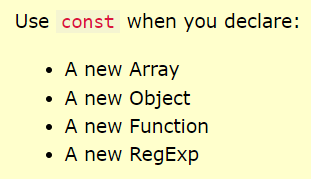 Use const when you declare:
• A new Array
• A new Object
• A new Function
• A new RegExp